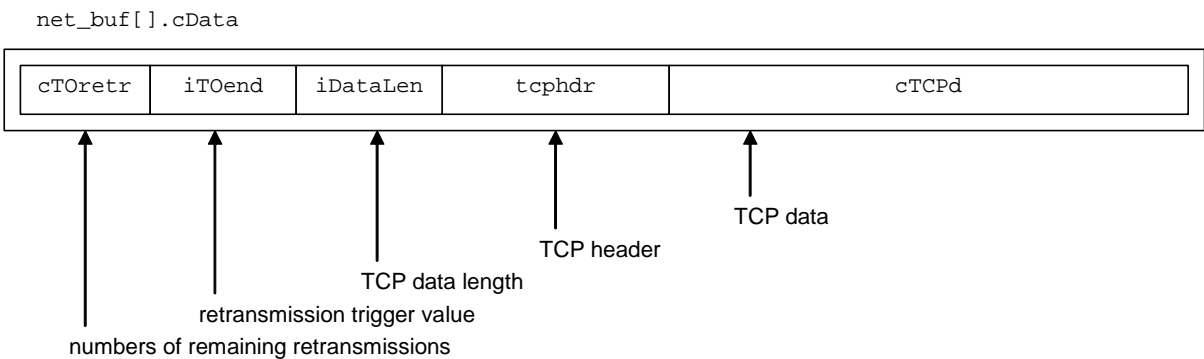 net_buf[].cData
cTOretr iTOend iDataLen tcphdr cTCPd
TCP data
TCP header
TCP data length
retransmission trigger value
numbers of remaining retransmissions